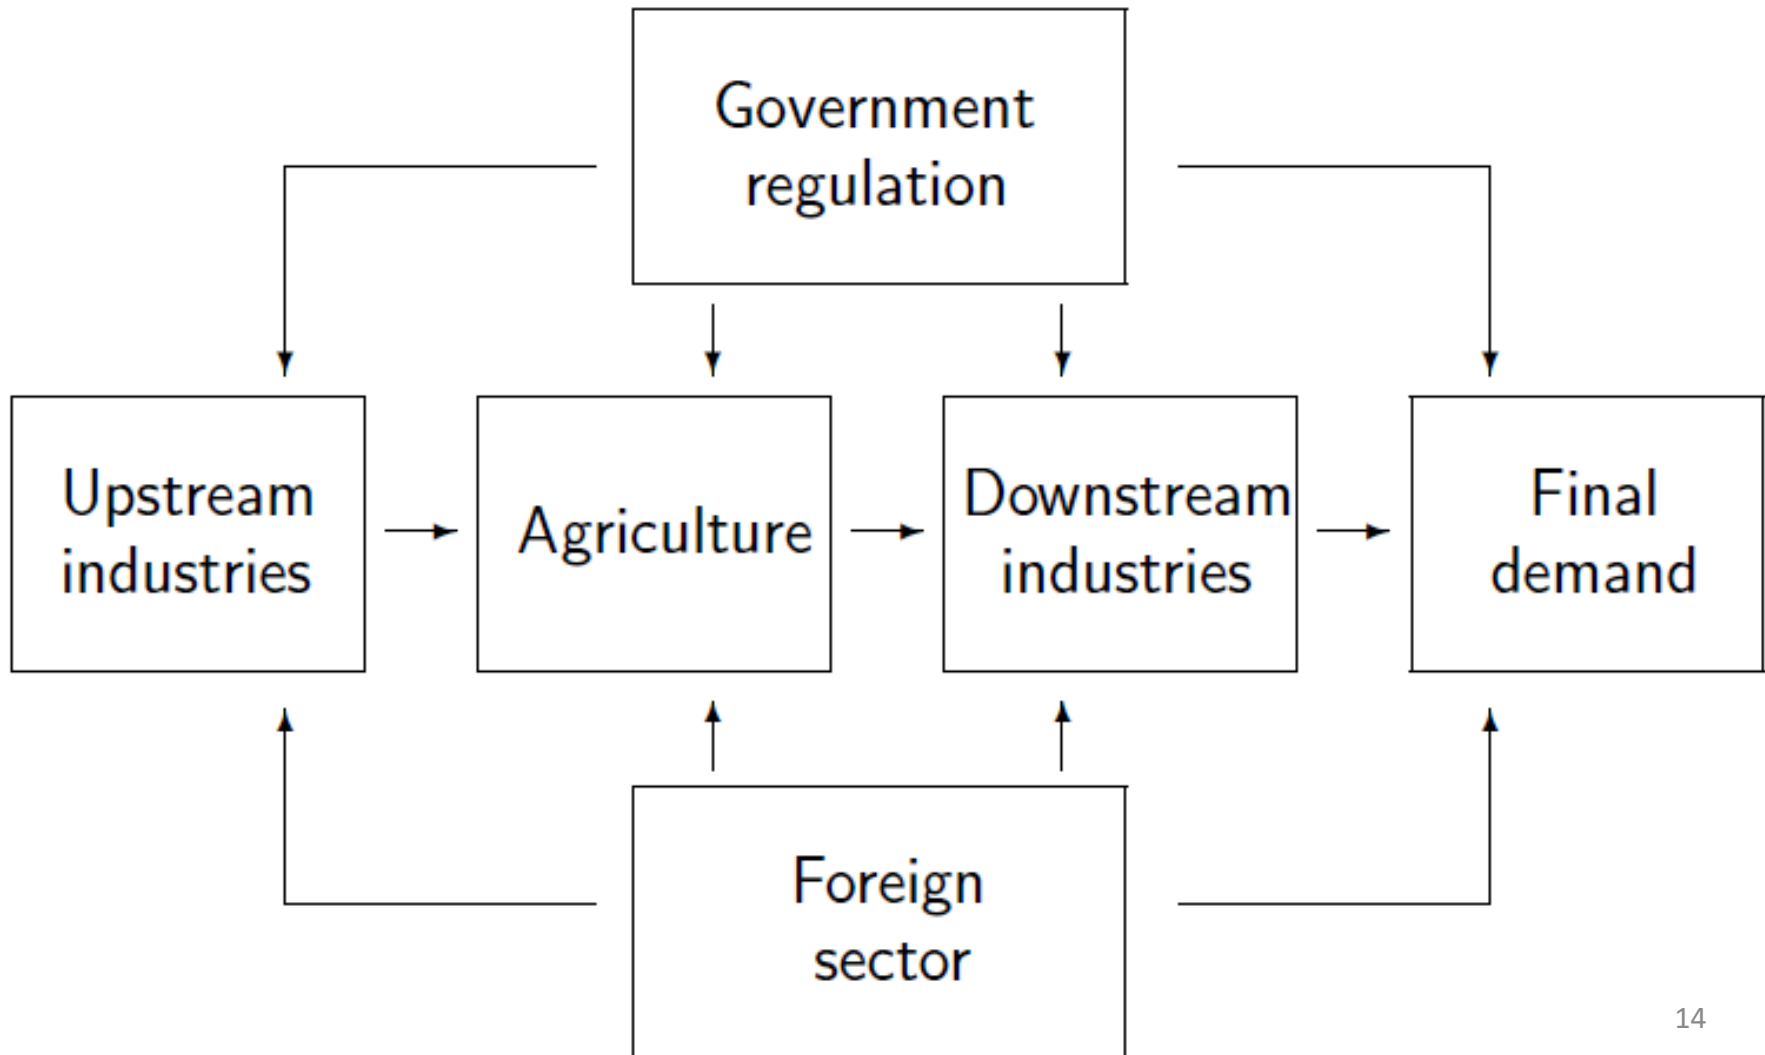 Government
regulation
Upstream
industries
Agriculture
Downstream
industries
Final
demand
Foreign
sector
14